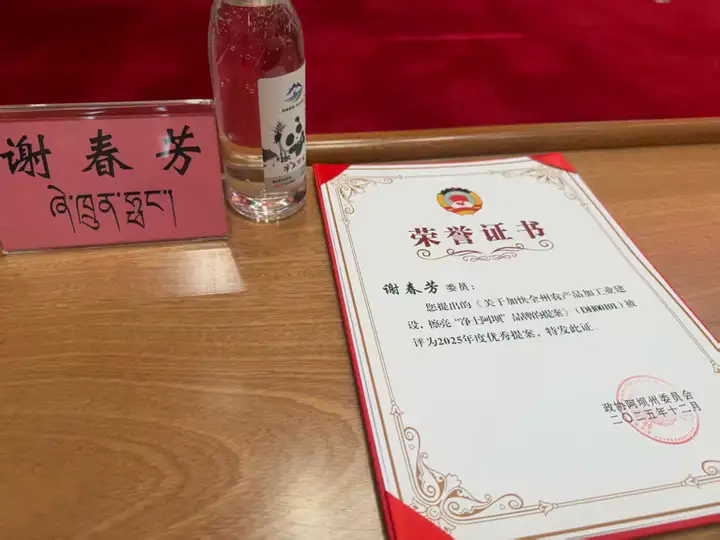 谢春芳
ཞེ་ཁྲུན་ཧྥང།
荣誉证书
谢春芳 委员：
您提出的《关于加快全州农产品加工业建
设，擦亮“净土阿坝”品牌的提案》（DH00101）被
评为2025年度优秀提案，特发此证。
政协阿坝州委员会
二〇二五年十二月